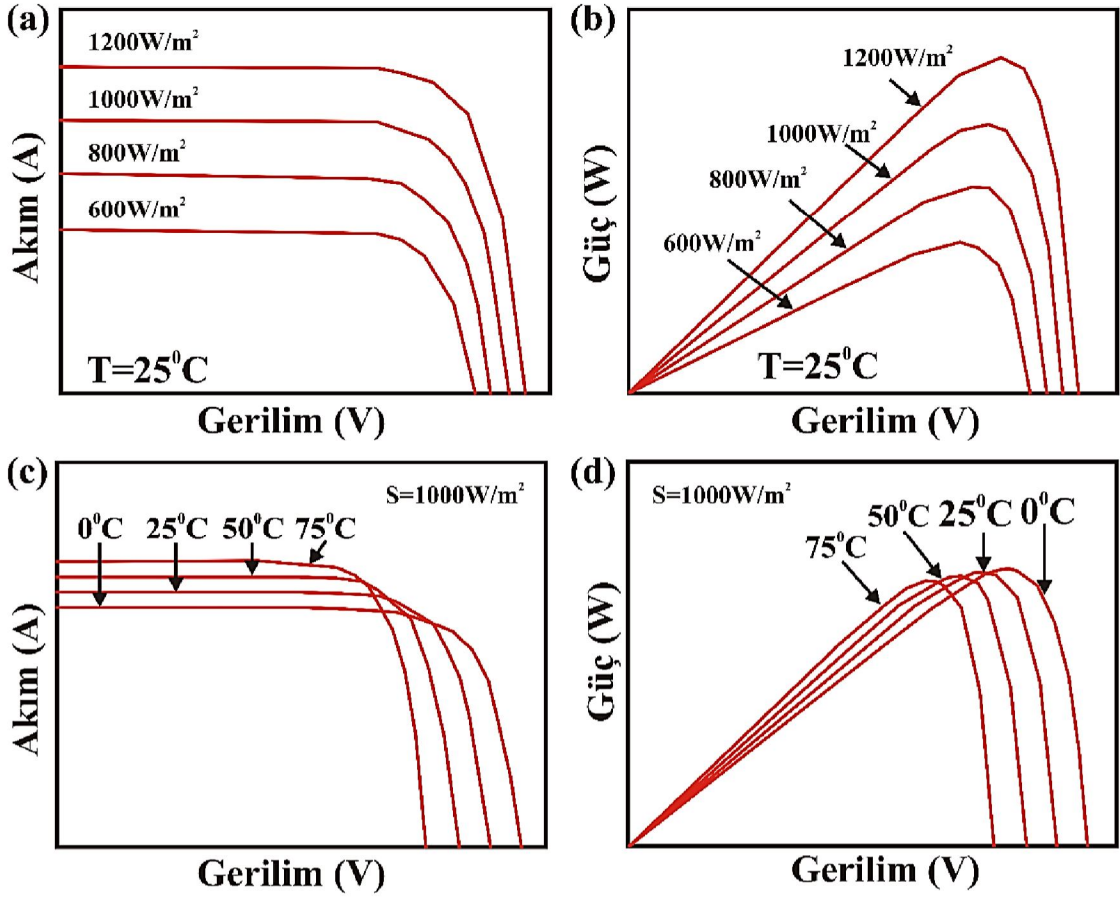 (a)
1200W/m²
1000W/m²
800W/m²
600W/m²
T=25⁰C
Akım (A)
Gerilim (V)
(b)
1200W/m²
1000W/m²
800W/m²
600W/m²
T=25⁰C
Güç (W)
Gerilim (V)
(c)
S=1000W/m²
0⁰C 25⁰C 50⁰C 75⁰C
Akım (A)
Gerilim (V)
(d)
S=1000W/m²
75⁰C 50⁰C 25⁰C 0⁰C
Güç (W)
Gerilim (V)